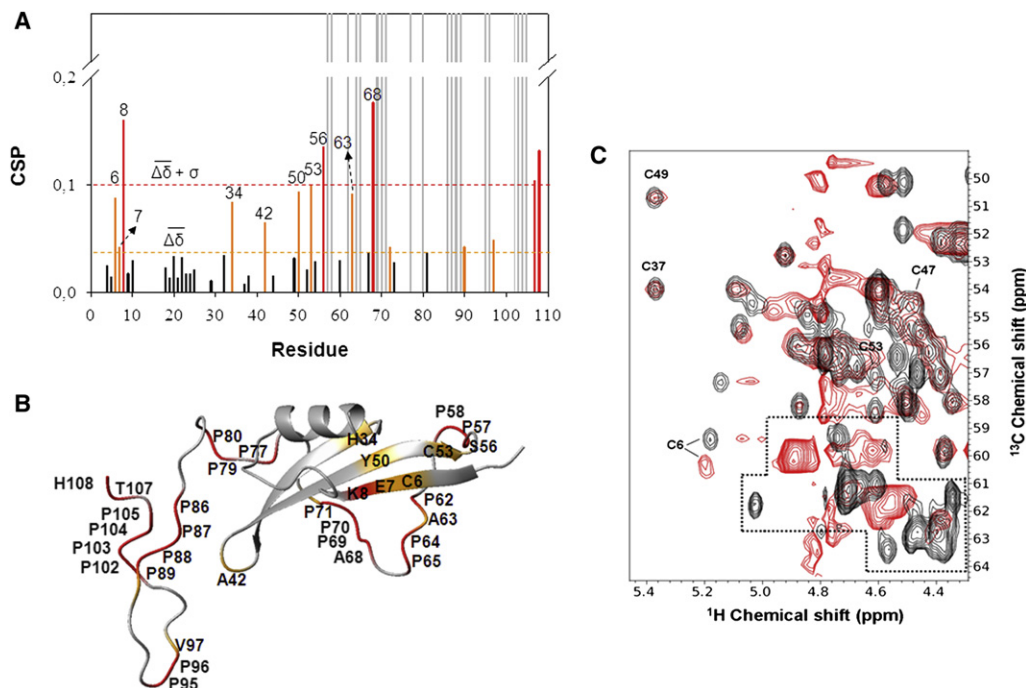 A
CSP
0,2
0,1
0,0
8
6
7
Δδ + σ
Δδ
34
42
50
53
56
63
68
0 10 20 30 40 50 60 70 80 90 100 110
Residue
B
P80
P77
P79
H108
T107
P105
P104
P103
P102
P86
P87
P88
P89
V97
P96
P95
H34
Y50
C53
P58
P57
S56
K8 E7 C6
P71
P70
P69
A68
P62
A63
P64
P65
A42
C
C49
C37
C47
C53
C6
50
51
52
53
54
55
56
57
58
59
60
61
62
63
64
13C Chemical shift (ppm)
5.4 5.2 5.0 4.8 4.6 4.4
1H Chemical shift (ppm)